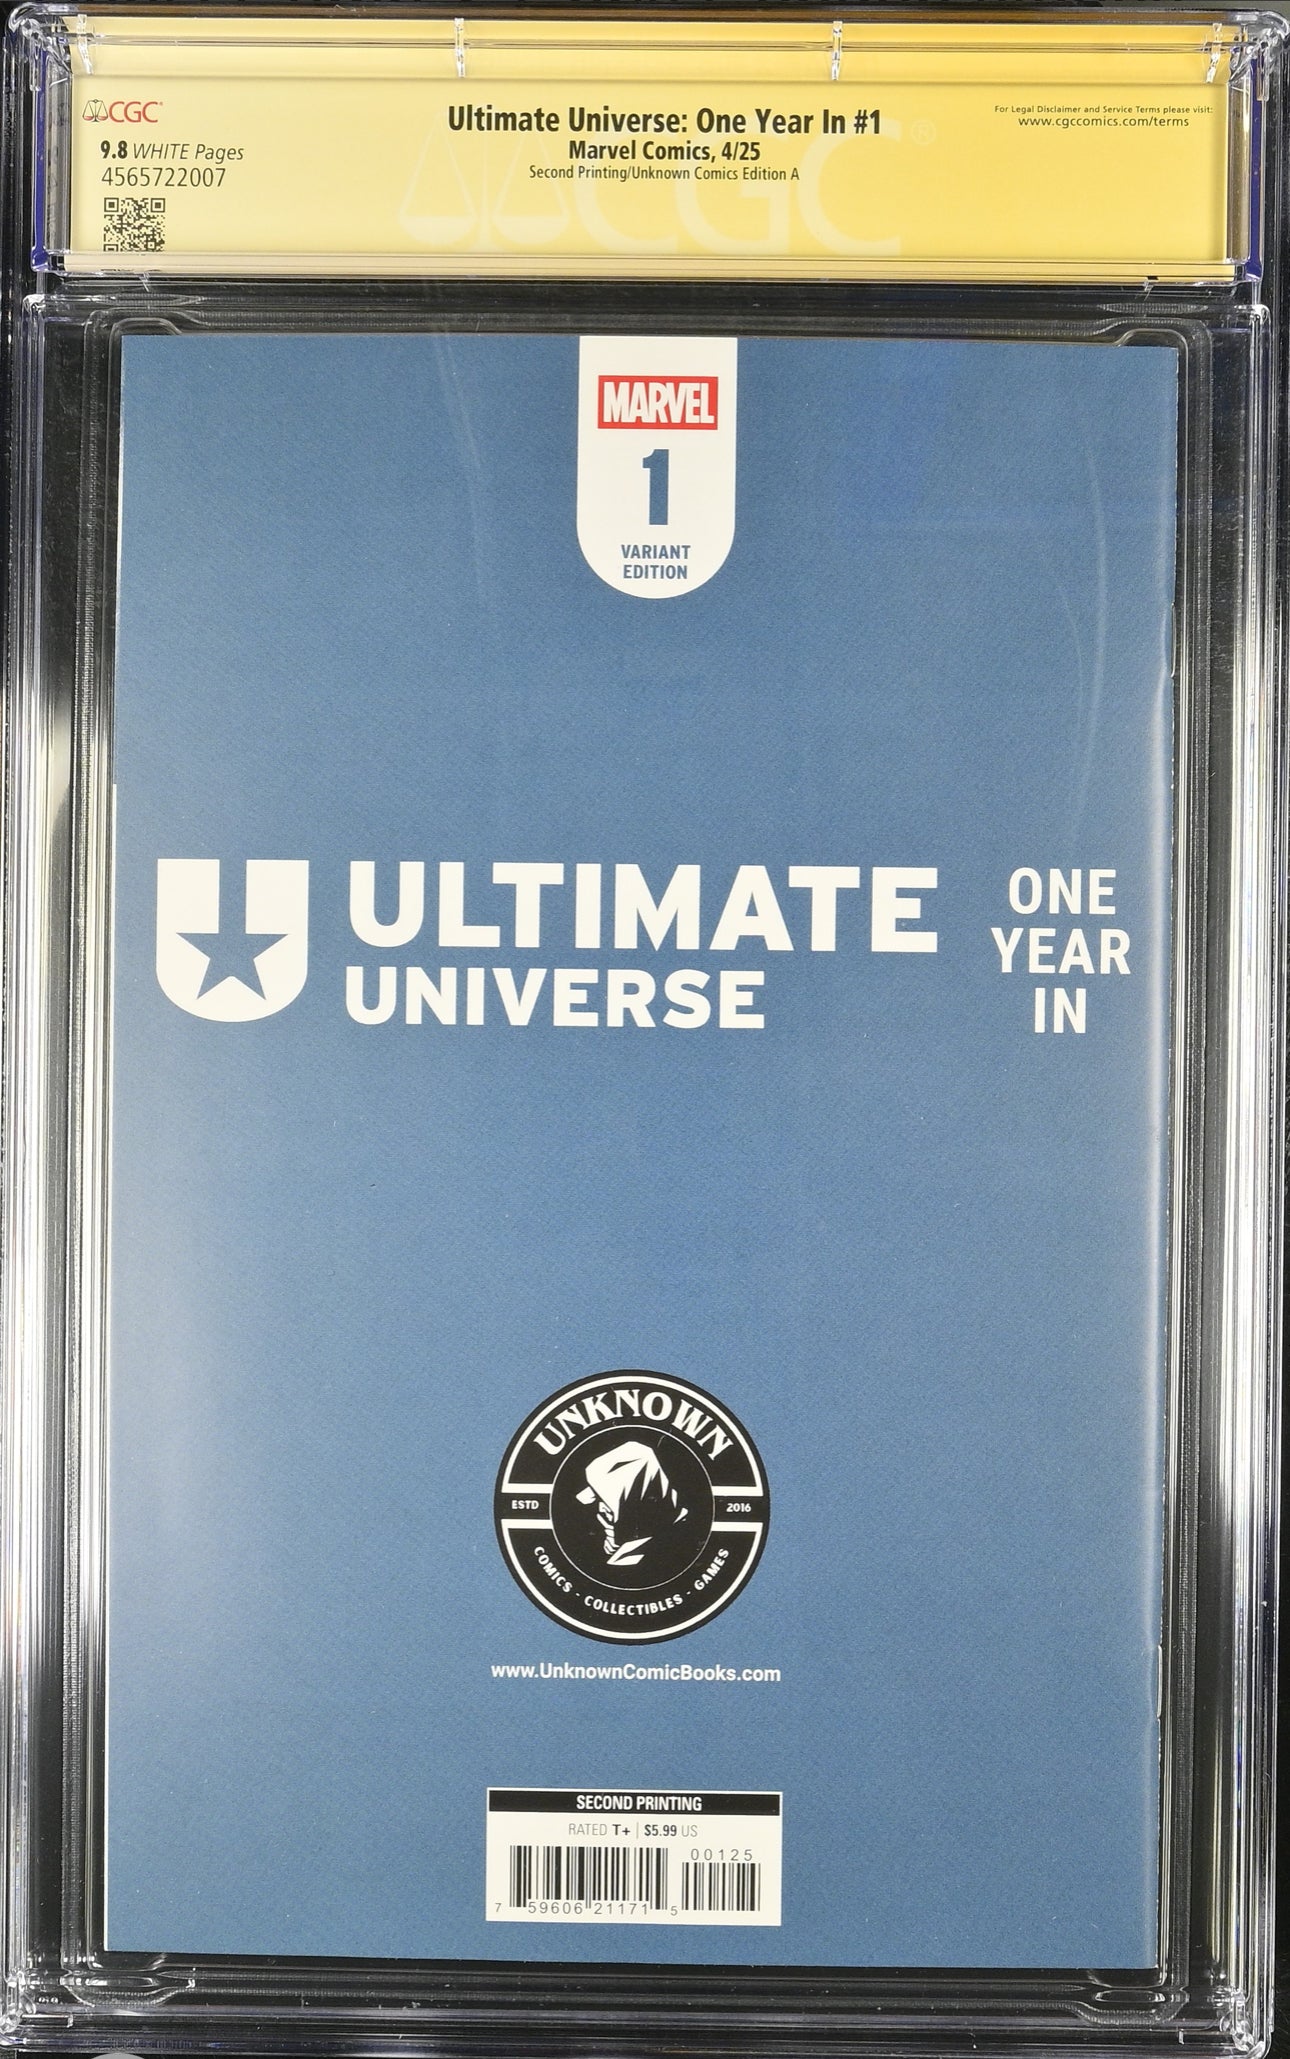 CGC
9.8 WHITE Pages
4565722007
Ultimate Universe: One Year In #1
Marvel Comics, 4/25
Second Printing/Unknown Comics Edition A
For Legal Disclaimer and Service Terms please visit:
www.cgccomics.com/terms
CGC®
MARVEL
1
VARIANT
EDITION
ULTIMATE
UNIVERSE
ONE
YEAR
IN
UNKNOWN
ESTD 2016
COMICS - COLLECTIBLES - GAMES
www.UnknownComicBooks.com
SECOND PRINTING
RATED T+ | $5.99 US
00125
7 59606 21171 5